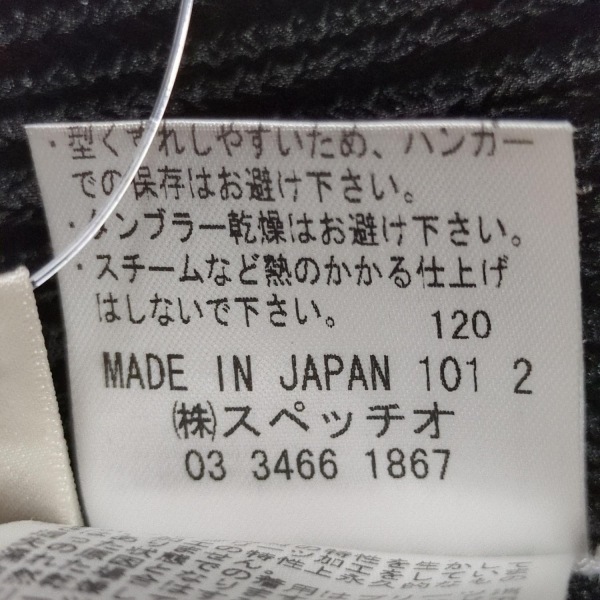 ・型くずれしやすいため、ハンガー
での保存はお避け下さい。
・タンブラー乾燥はお避け下さい。
・スチームなど熱のかかる仕上げ
はしないで下さい。
120
MADE IN JAPAN 101 2
㈱スペッチオ
03 3466 1867